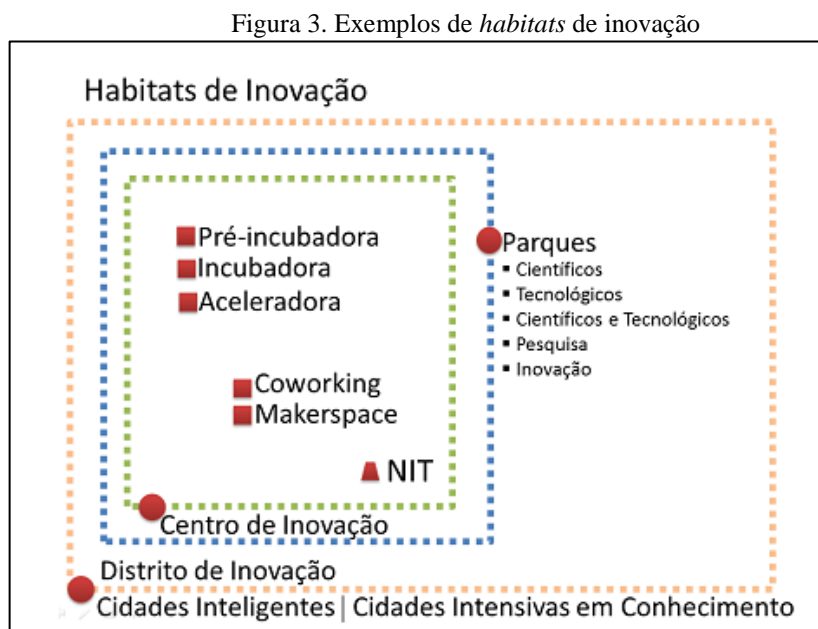 Figura 3. Exemplos de habitats de inovação
Habitats de Inovação
Pré-incubadora
Incubadora
Aceleradora
Parques
Científicos
Tecnológicos
Científicos e Tecnológicos
Pesquisa
Inovação
Coworking
Makerspace
NIT
Centro de Inovação
Distrito de Inovação
Cidades Inteligentes | Cidades Intensivas em Conhecimento